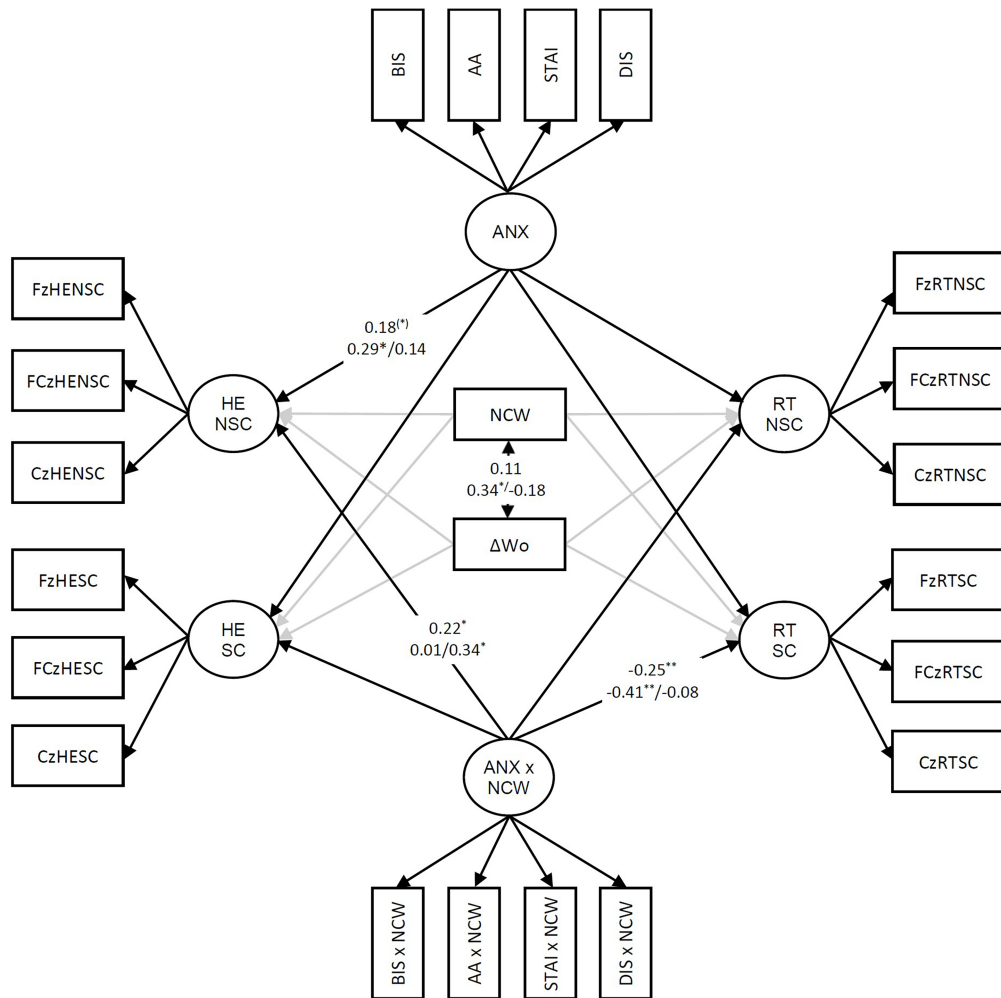 BIS
AA
STAI
DIS
ANX
FzHENSC
FCzHENSC
CzHENSC
FzRTNSC
FCzRTNSC
CzRTNSC
0.18(*)
0.29*/0.14
HE
NSC
NCW
RT
NSC
0.11
0.34*/-0.18
ΔWo
FzHESC
FCzHESC
CzHESC
HE
SC
RT
SC
FzRTSC
FCzRTSC
CzRTSC
0.22*
0.01/0.34*
-0.25**
-0.41**/-0.08
ANX x
NCW
BIS x NCW
AA x NCW
STAI x NCW
DIS x NCW